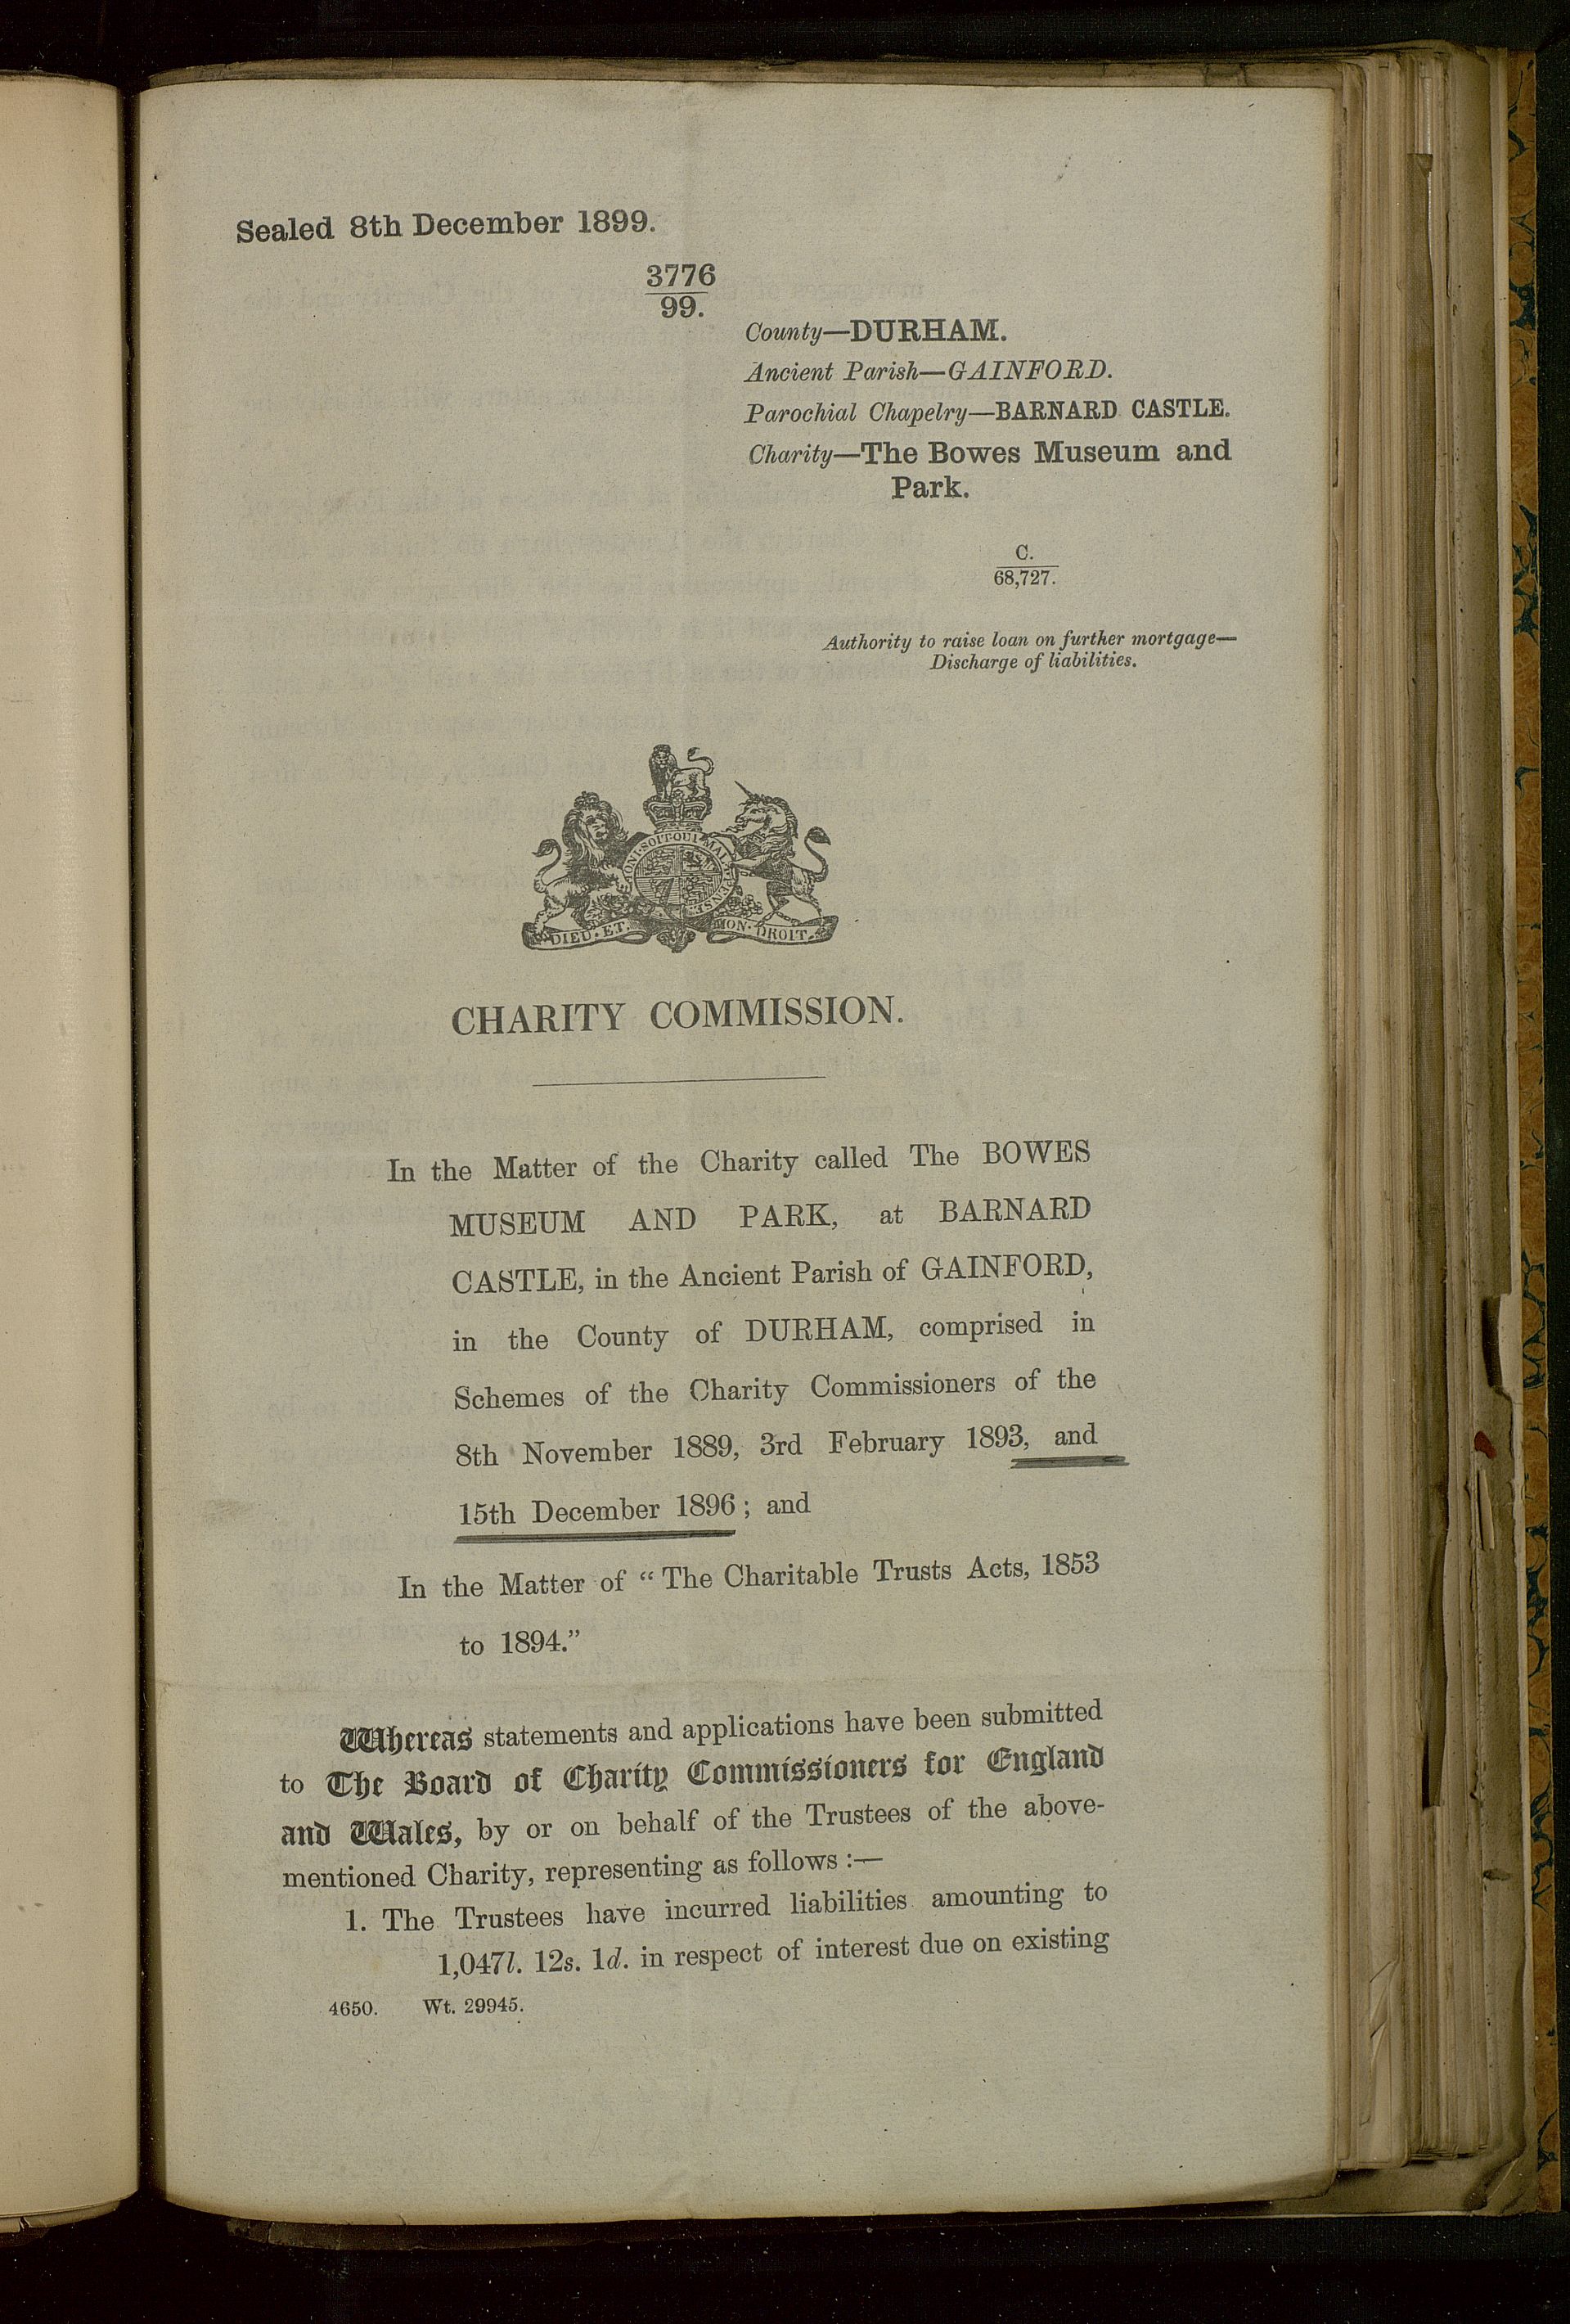 Sealed 8th December 1899.
3776
99.
County—DURHAM.
Ancient Parish—GAINFORD.
Parochial Chapelry—BARNARD CASTLE.
Charity—The Bowes Museum and
Park.
C.
68,727.
Authority to raise loan on further mortgage—
Discharge of liabilities.
HONI·SOIT·QUI·MAL·Y·PENSE
DIEU·ET· MON·DROIT.
CHARITY COMMISSION.
In the Matter of the Charity called The BOWES
MUSEUM AND PARK, at BARNARD
CASTLE, in the Ancient Parish of GAINFORD,
in the County of DURHAM, comprised in
Schemes of the Charity Commissioners of the
8th November 1889, 3rd February 1893, and
15th December 1896; and
In the Matter of “The Charitable Trusts Acts, 1853
to 1894.”
Whereas statements and applications have been submitted
to The Board of Charity Commissioners for England
and Wales, by or on behalf of the Trustees of the above-
mentioned Charity, representing as follows:—
1. The Trustees have incurred liabilities amounting to
1,047l. 12s. 1d. in respect of interest due on existing
4650. Wt. 29945.